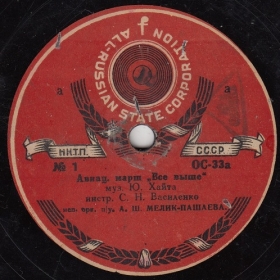 ALL-RUSSIAN STATE CORPORATION
а а
НКТП. СССР
№ 1 ОС-33а
Авиац. марш „Все выше"
муз. Ю. Хайта
инстр. С. Н. Василенко
исп. орк. п/у А. Ш. МЕЛИК-ПАШАЕВА